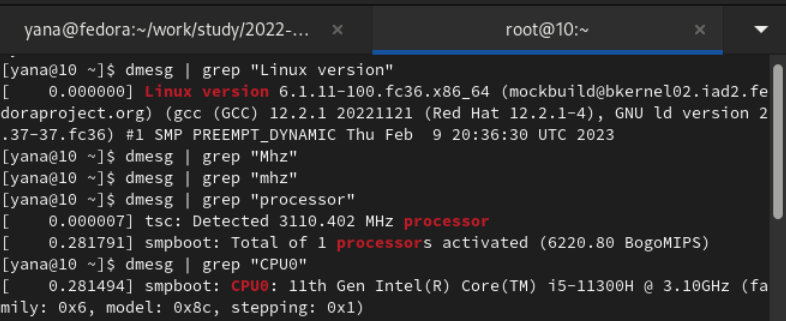 yana@fedora:~/work/study/2022-... × root@10:~ ×
[yana@10 ~]$ dmesg | grep "Linux version"
[    0.000000] Linux version 6.1.11-100.fc36.x86_64 (mockbuild@bkernel02.iad2.fe
doraproject.org) (gcc (GCC) 12.2.1 20221121 (Red Hat 12.2.1-4), GNU ld version 2
.37-37.fc36) #1 SMP PREEMPT_DYNAMIC Thu Feb  9 20:36:30 UTC 2023
[yana@10 ~]$ dmesg | grep "Mhz"
[yana@10 ~]$ dmesg | grep "mhz"
[yana@10 ~]$ dmesg | grep "processor"
[    0.000007] tsc: Detected 3110.402 MHz processor
[    0.281791] smpboot: Total of 1 processors activated (6220.80 BogoMIPS)
[yana@10 ~]$ dmesg | grep "CPU0"
[    0.281494] smpboot: CPU0: 11th Gen Intel(R) Core(TM) i5-11300H @ 3.10GHz (fa
mily: 0x6, model: 0x8c, stepping: 0x1)